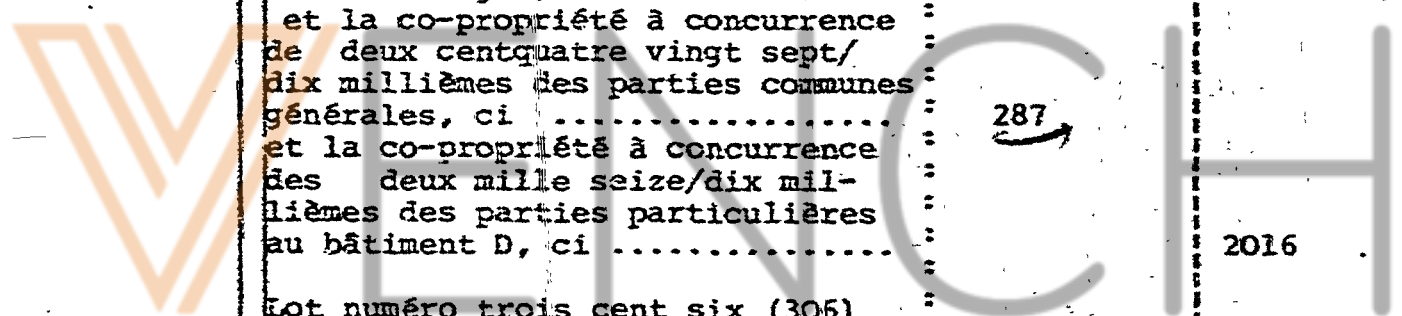 et la co-propriété à concurrence
de deux centquatre vingt sept/
dix millièmes des parties communes
générales, ci .................. 287
et la co-propriété à concurrence
des deux mille seize/dix mil-
lièmes des parties particulières
au bâtiment D, ci ............... 2016
Lot numéro trois cent six (306)
VENCH